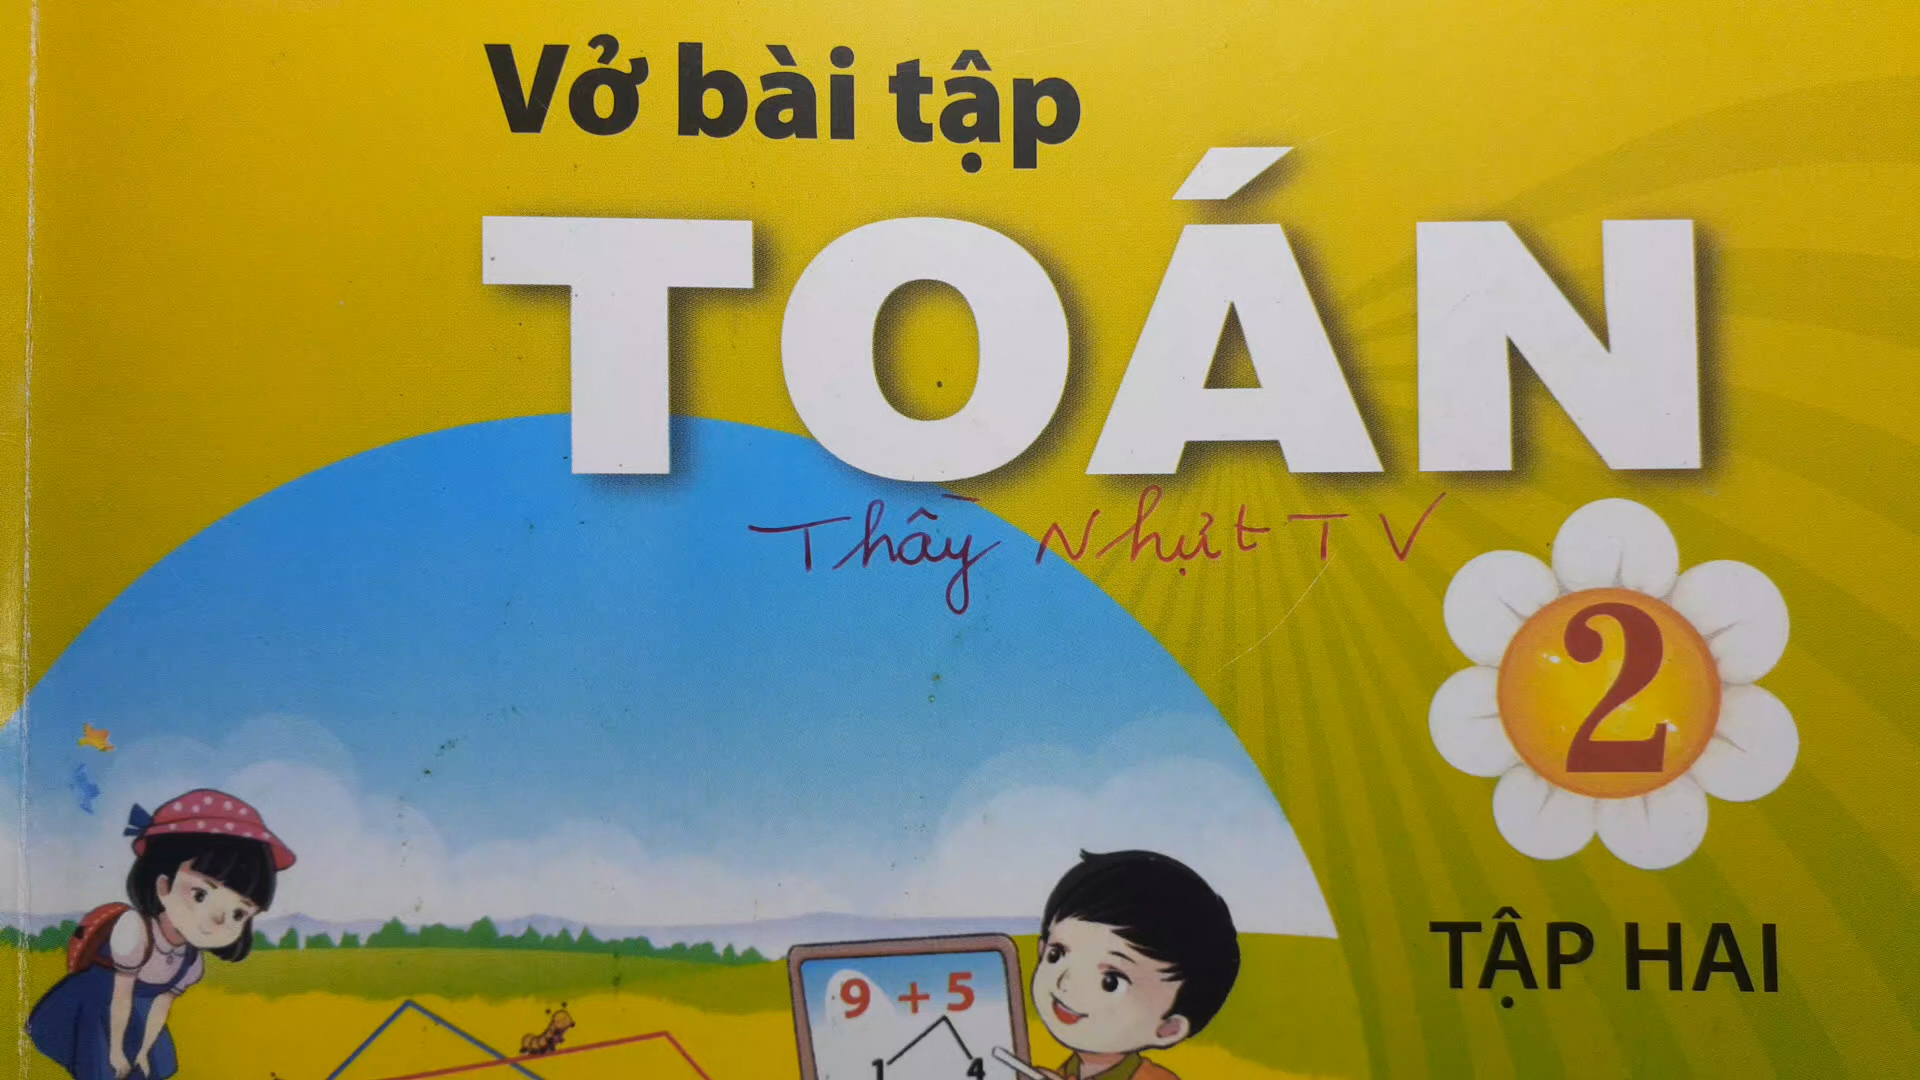 Vở bài tập
TOÁN
Thầy Nhựt TV
2
TẬP HAI
9 + 5
1 4